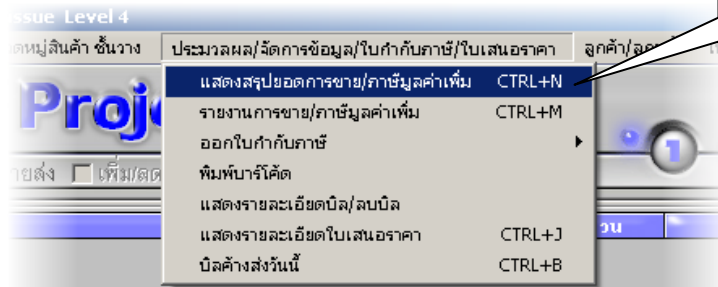 Issue Level 4
หมู่สินค้า ชั้นวาง ประมวลผล/จัดการข้อมูล/ใบกำกับภาษี/ใบเสนอราคา ลูกค้า/
แสดงสรุปยอดการขาย/ภาษีมูลค่าเพิ่ม CTRL+N
Proj
รายงานการขาย/ภาษีมูลค่าเพิ่ม CTRL+M
ออกใบกำกับภาษี
1
พิมพ์บาร์โค้ด
ายส่ง เพิ่ม/ลด
แสดงรายละเอียดบิล/ลบบิล
แสดงรายละเอียดใบเสนอราคา CTRL+J
วน
บิลค้างส่งวันนี้ CTRL+B